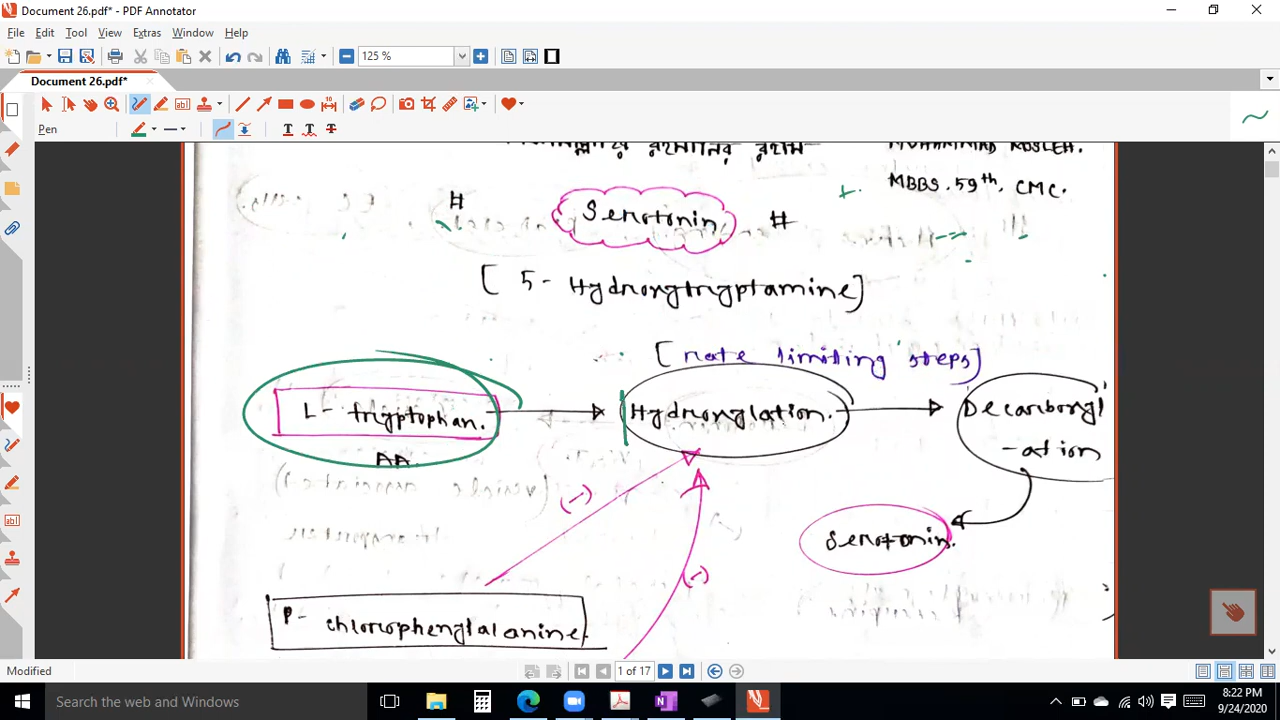 Document 26.pdf* - PDF Annotator
File Edit Tool View Extras Window Help
125 %
Document 26.pdf*
Pen
রহমানির রহিম
MBBS. 59th. CMC.
# Serotonin #
[ 5 - Hydroxytryptamine]
[rate limiting steps]
L - tryptophan.
AA.
Hydroxylation.
Decarboxyl
-ation
(-)
Serotonin.
(-)
P - chlorophenylalanine.
1 of 17
Modified
Search the web and Windows
8:22 PM
9/24/2020